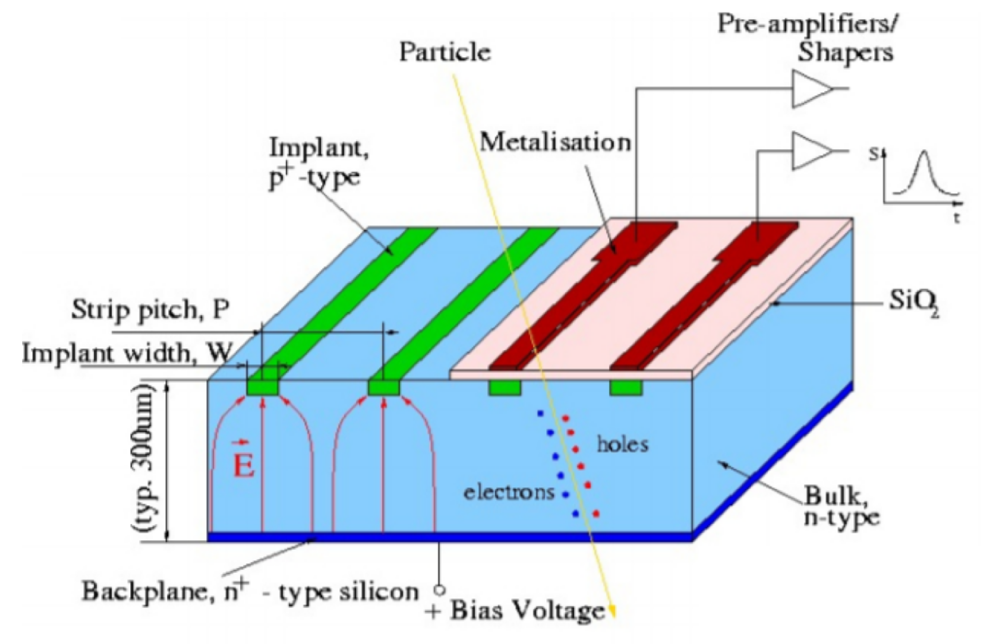 Pre-amplifiers/
Shapers
Particle
Metalisation
Implant,
p+ -type
S
t
Strip pitch, P
SiO2
Implant width, W
(typ. 300um)
E
holes
electrons
Bulk,
n-type
Backplane, n+ - type silicon
+ Bias Voltage